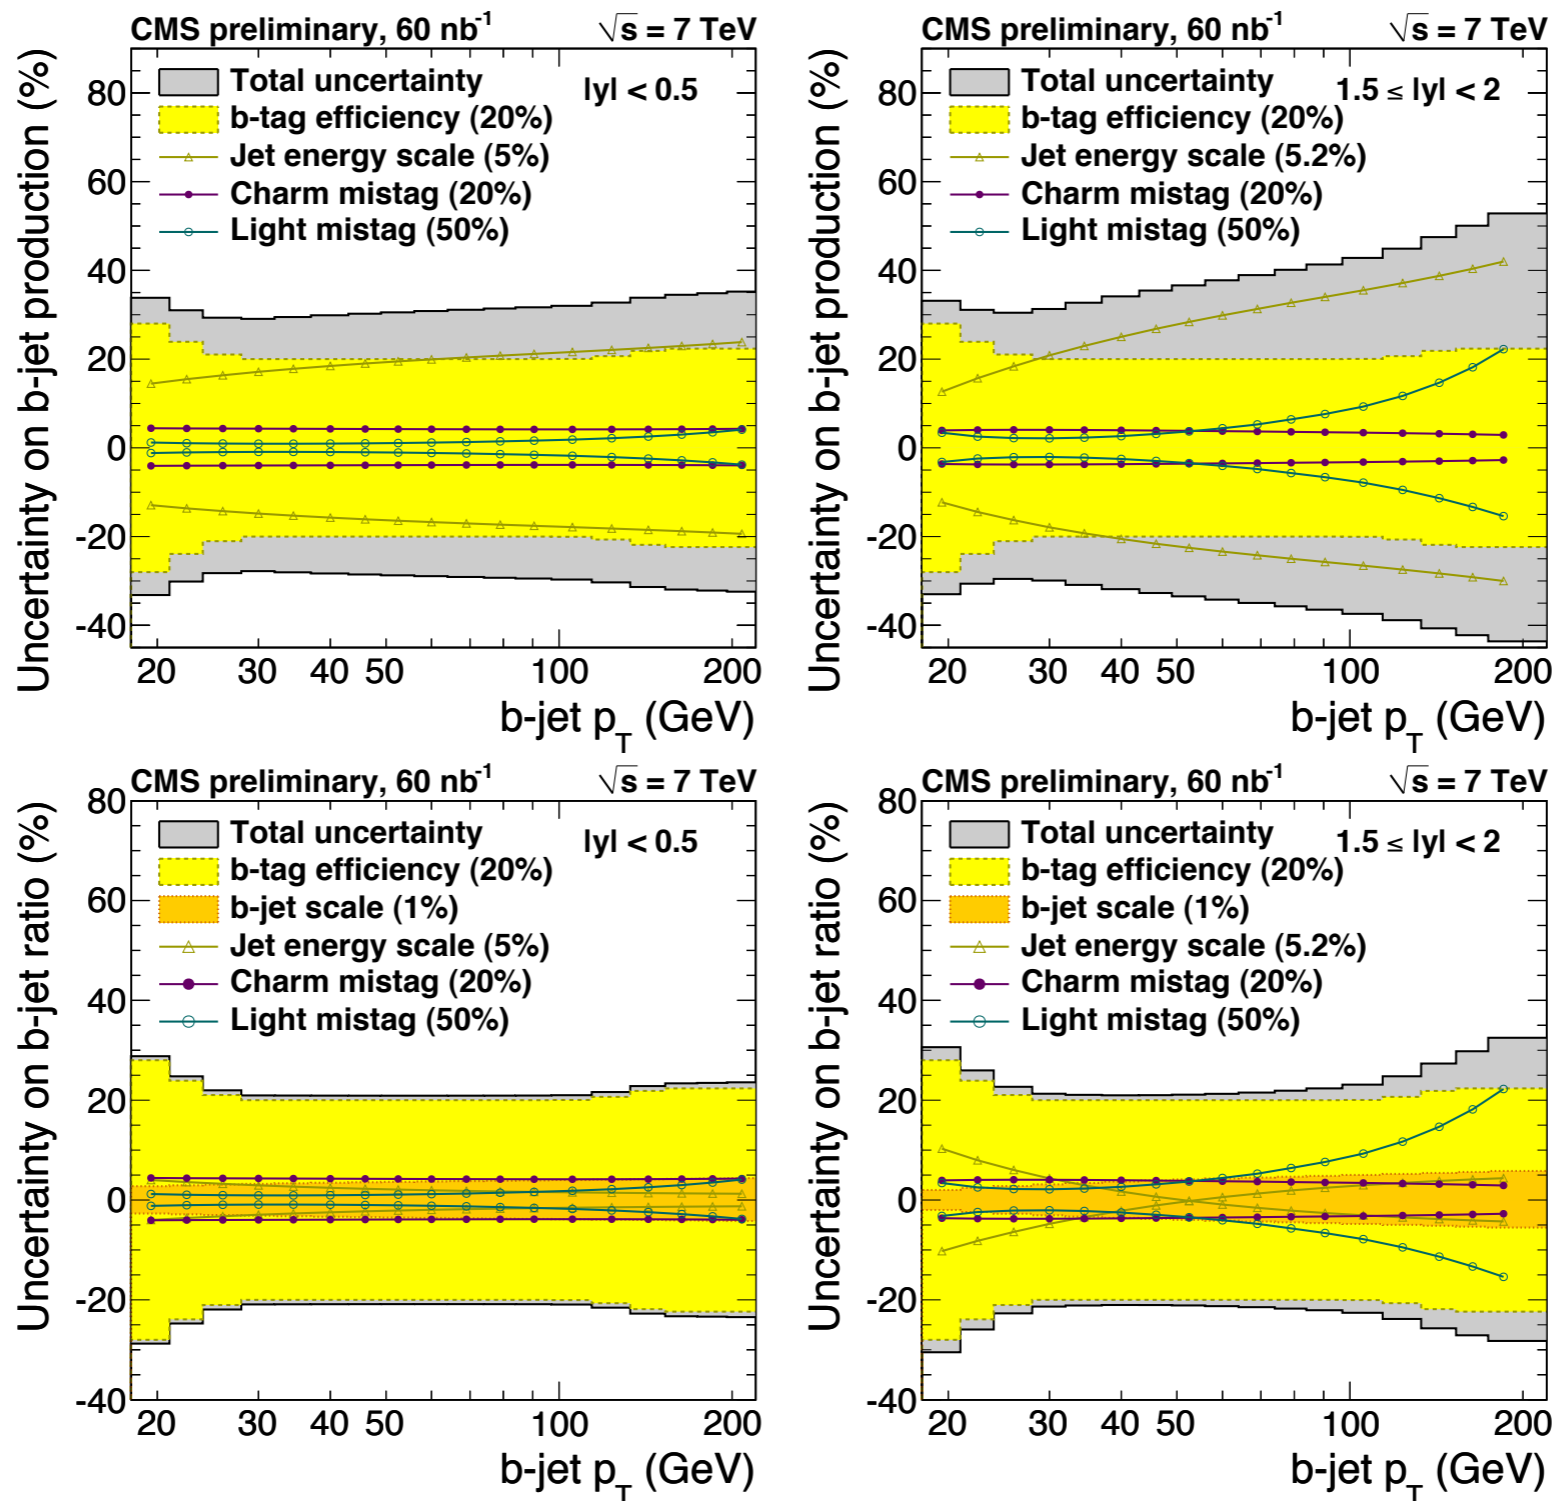 CMS preliminary, 60 nb-1 √s = 7 TeV
Uncertainty on b-jet production (%)
Total uncertainty
|y| < 0.5
b-tag efficiency (20%)
Jet energy scale (5%)
Charm mistag (20%)
Light mistag (50%)
80
60
40
20
0
-20
-40
20 30 40 50 100 200
b-jet pT (GeV)
CMS preliminary, 60 nb-1 √s = 7 TeV
Uncertainty on b-jet production (%)
Total uncertainty
1.5 ≤ |y| < 2
b-tag efficiency (20%)
Jet energy scale (5.2%)
Charm mistag (20%)
Light mistag (50%)
80
60
40
20
0
-20
-40
20 30 40 50 100 200
b-jet pT (GeV)
CMS preliminary, 60 nb-1 √s = 7 TeV
Uncertainty on b-jet ratio (%)
Total uncertainty
|y| < 0.5
b-tag efficiency (20%)
b-jet scale (1%)
Jet energy scale (5%)
Charm mistag (20%)
Light mistag (50%)
80
60
40
20
0
-20
-40
20 30 40 50 100 200
b-jet pT (GeV)
CMS preliminary, 60 nb-1 √s = 7 TeV
Uncertainty on b-jet ratio (%)
Total uncertainty
1.5 ≤ |y| < 2
b-tag efficiency (20%)
b-jet scale (1%)
Jet energy scale (5.2%)
Charm mistag (20%)
Light mistag (50%)
80
60
40
20
0
-20
-40
20 30 40 50 100 200
b-jet pT (GeV)